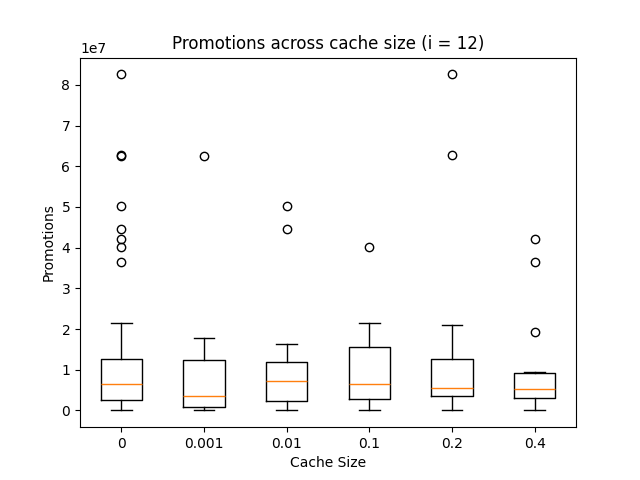 Promotions across cache size (i = 12)
1e7
8
7
6
5
4
3
2
1
0
Promotions
0 0.001 0.01 0.1 0.2 0.4
Cache Size